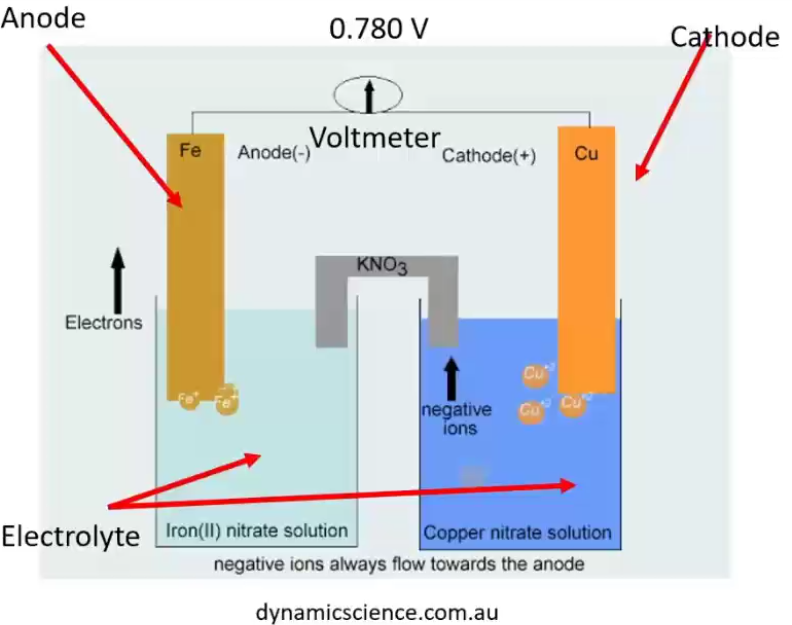 Anode
0.780 V
Cathode
Voltmeter
Fe
Anode(-)
Cathode(+)
Cu
KNO3
Electrons
Fe+
Fe+
Cu+2
Cu+2
Cu+2
negative
ions
Electrolyte
Iron(II) nitrate solution
Copper nitrate solution
negative ions always flow towards the anode
dynamicscience.com.au